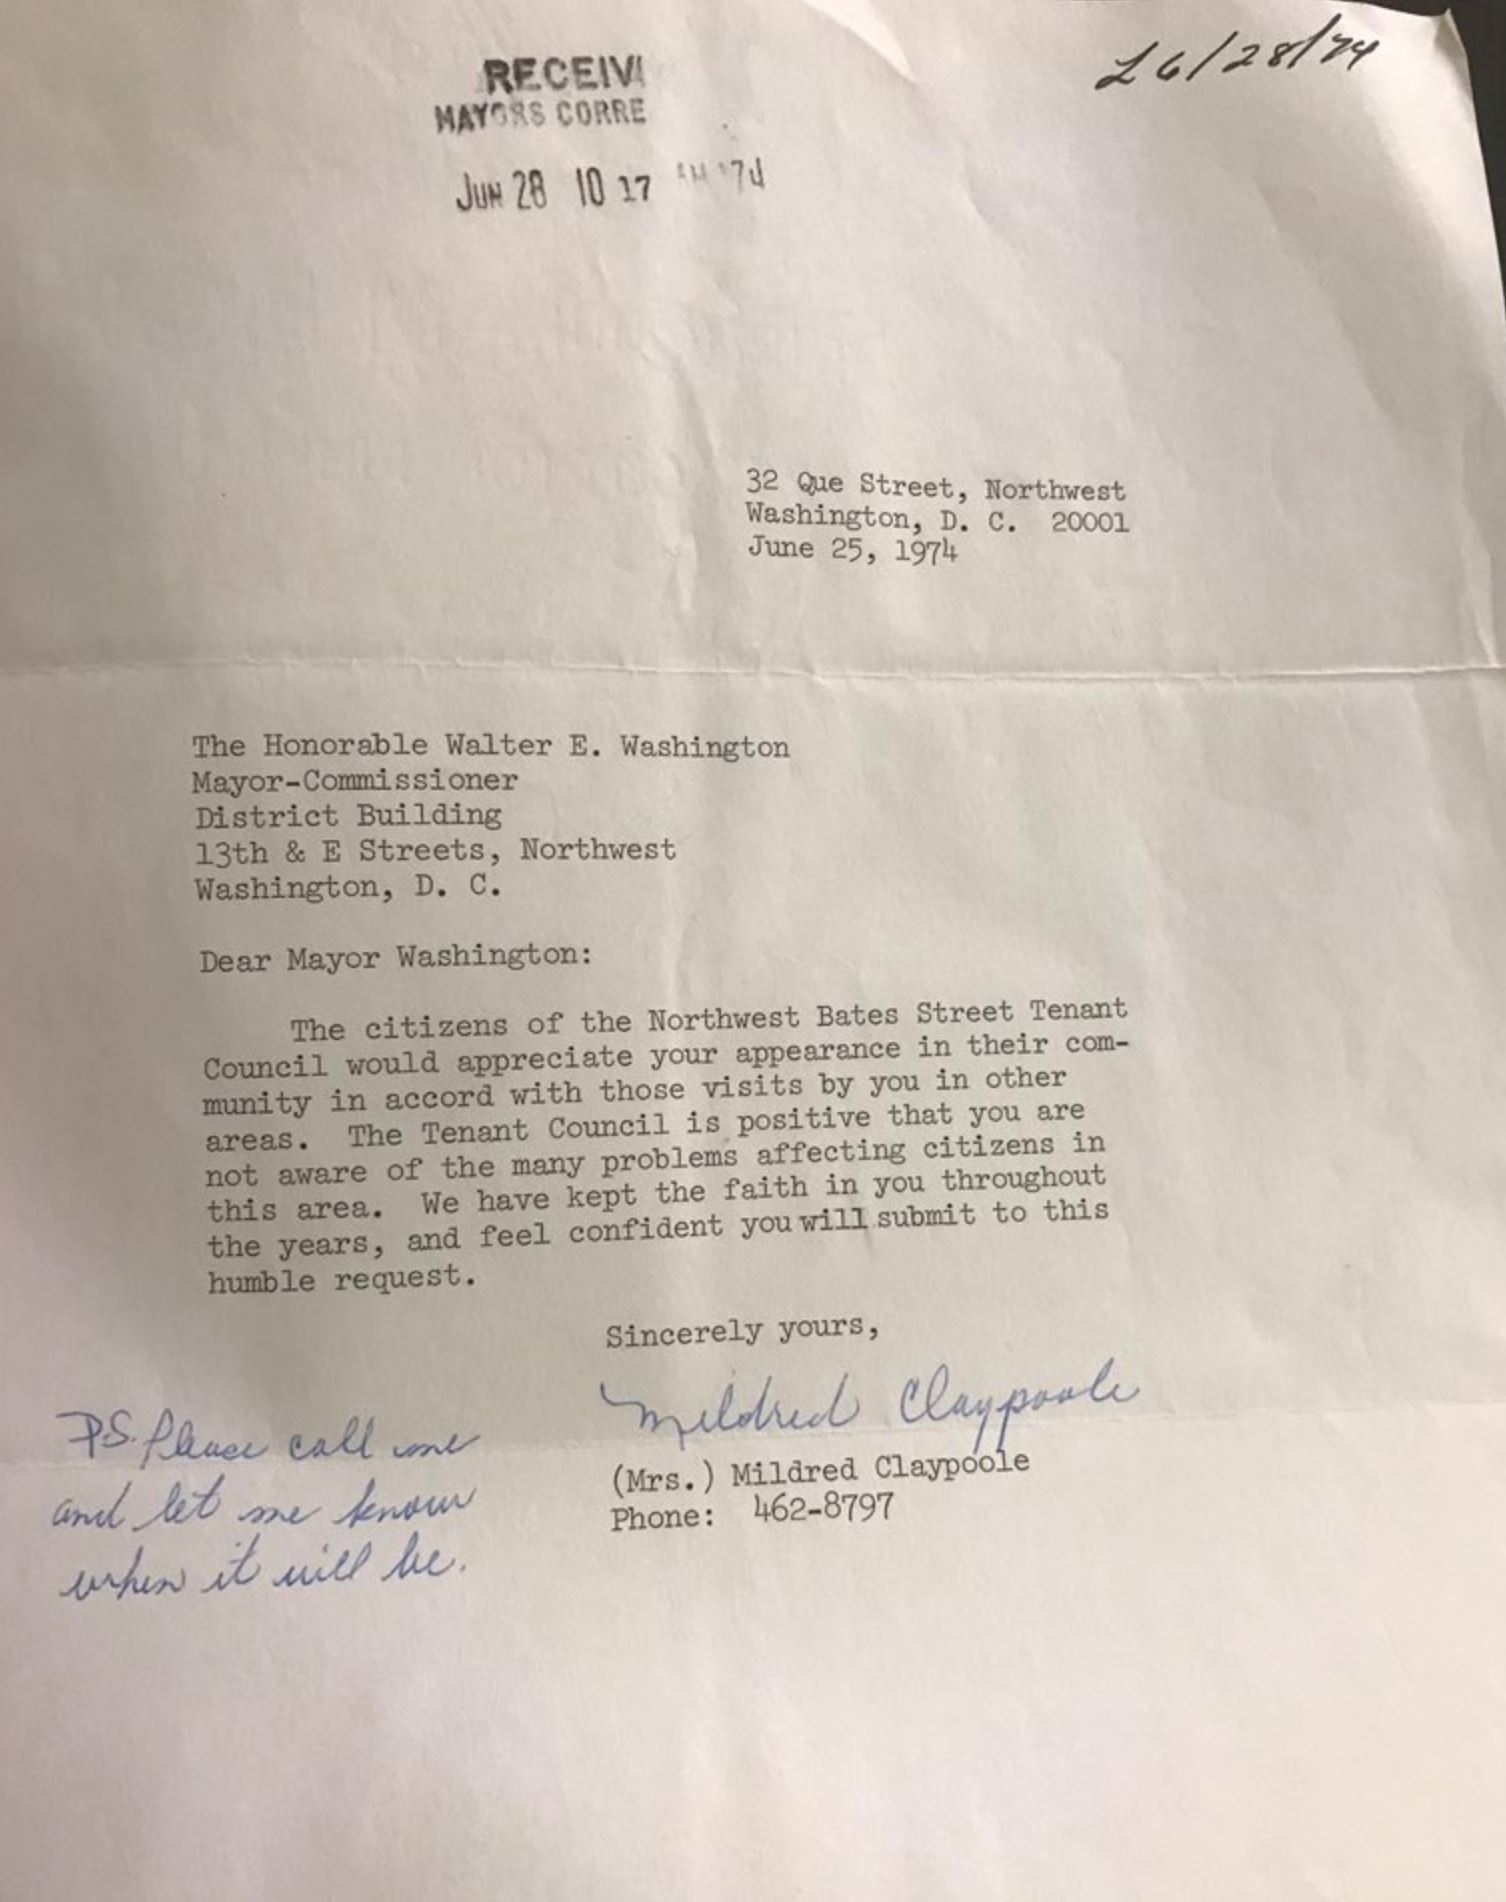 RECEIV
MAYORS CORRE
JUN 28 10 17 AM '74
6/28/74
32 Que Street, Northwest
Washington, D. C. 20001
June 25, 1974
The Honorable Walter E. Washington
Mayor-Commissioner
District Building
13th & E Streets, Northwest
Washington, D. C.
Dear Mayor Washington:
The citizens of the Northwest Bates Street Tenant
Council would appreciate your appearance in their com-
munity in accord with those visits by you in other
areas. The Tenant Council is positive that you are
not aware of the many problems affecting citizens in
this area. We have kept the faith in you throughout
the years, and feel confident you will submit to this
humble request.
Sincerely yours,
Mildred Claypoole
(Mrs.) Mildred Claypoole
Phone: 462-8797
P.S. Please call me
and let me know
when it will be.